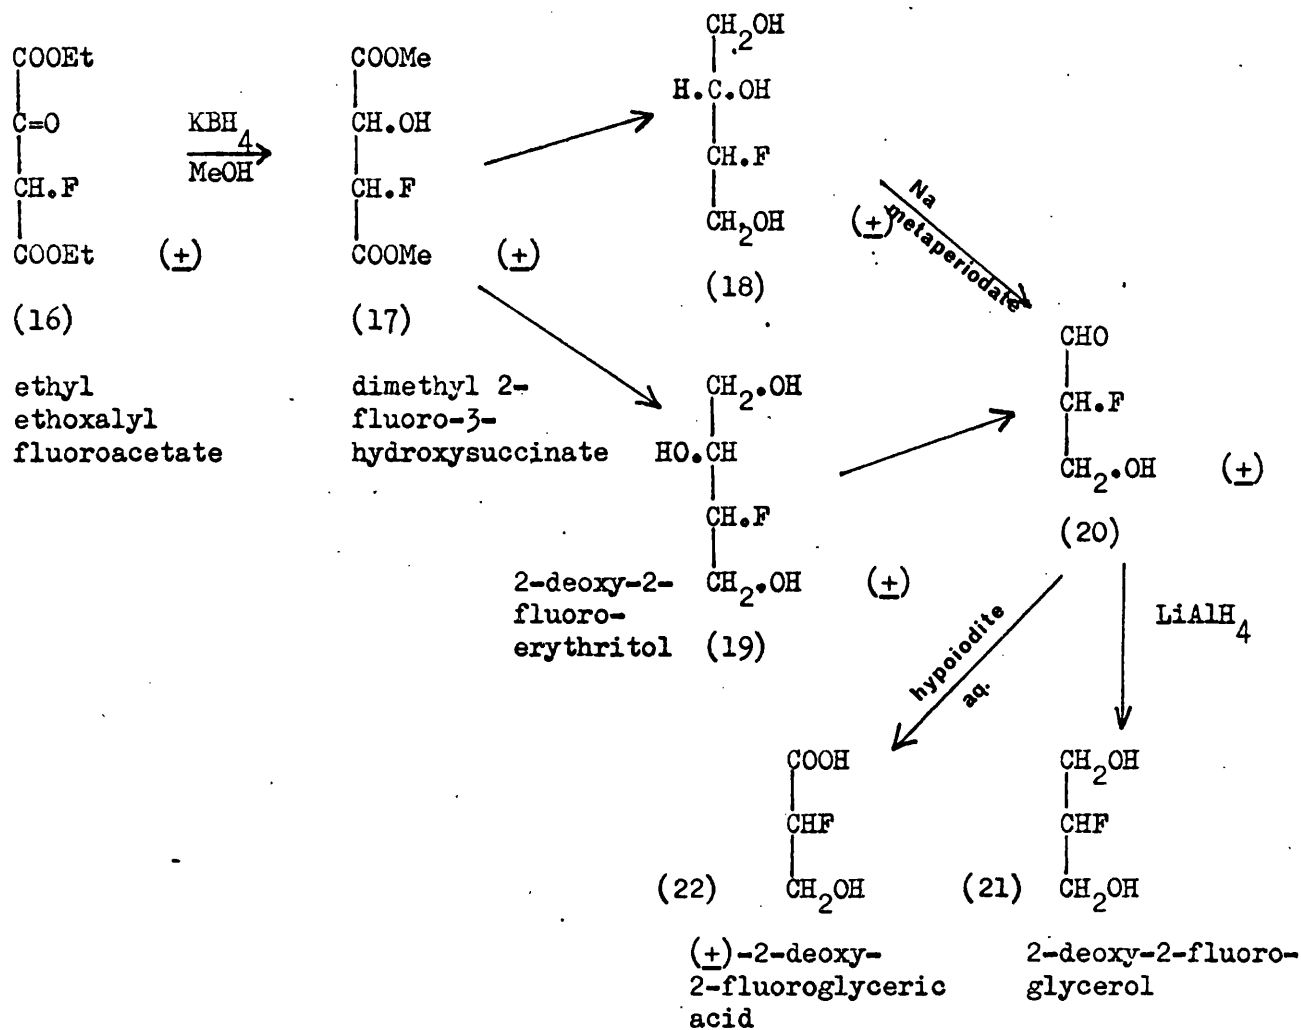 COOEt
C=O
CH.F
COOEt (±)
(16)
ethyl
ethoxalyl
fluoroacetate
KBH4
MeOH
COOMe
CH.OH
CH.F
COOMe (±)
(17)
dimethyl 2-
fluoro-3-
hydroxysuccinate
CH2OH
H.C.OH
CH.F
CH2OH (±)
(18)
Na
metaperiodate
CH2.OH
HO.CH
CH.F
CH2.OH (±)
2-deoxy-2-
fluoro-
erythritol (19)
CHO
CH.F
CH2.OH (±)
(20)
hypoiodite
aq.
LiAlH4
COOH
CHF
(22) CH2OH
(±)-2-deoxy-
2-fluoroglyceric
acid
CH2OH
CHF
(21) CH2OH
2-deoxy-2-fluoro-
glycerol